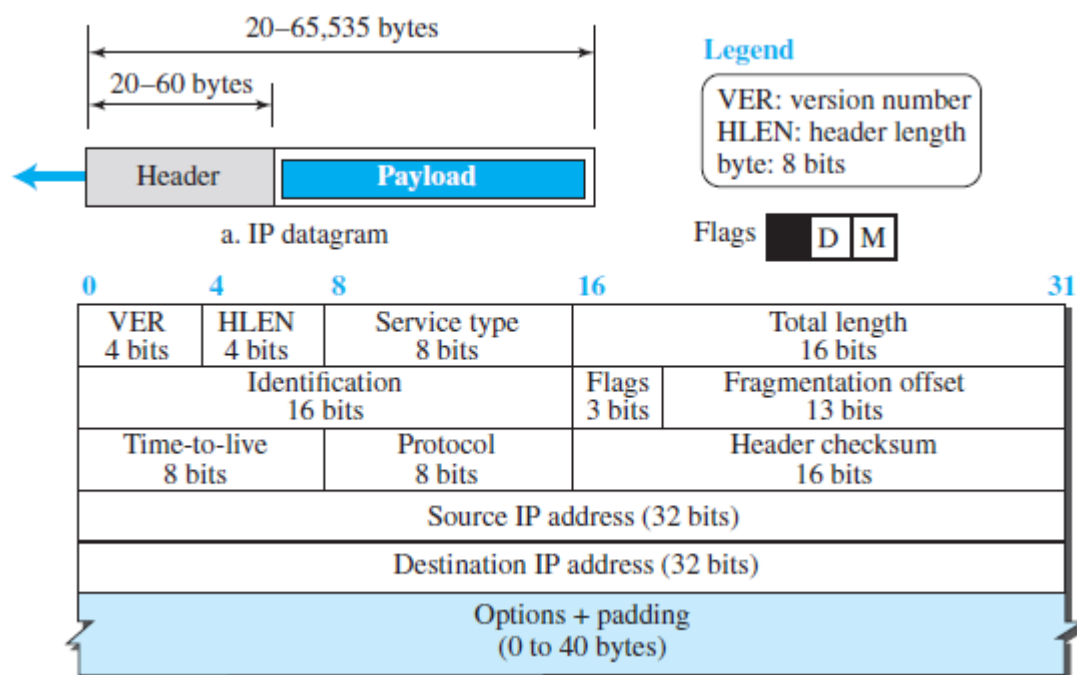 20–65,535 bytes
20–60 bytes
Header
Payload
a. IP datagram
Legend
VER: version number
HLEN: header length
byte: 8 bits
Flags D M
0 4 8 16 31
VER HLEN Service type Total length
4 bits 4 bits 8 bits 16 bits
Identification Flags Fragmentation offset
16 bits 3 bits 13 bits
Time-to-live Protocol Header checksum
8 bits 8 bits 16 bits
Source IP address (32 bits)
Destination IP address (32 bits)
Options + padding
(0 to 40 bytes)